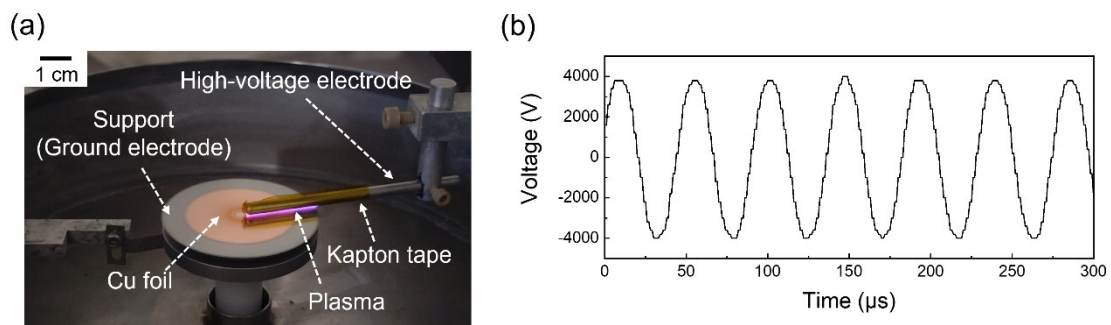 (a)
1 cm
High-voltage electrode
Support
(Ground electrode)
Cu foil
Kapton tape
Plasma
(b)
Voltage (V)
4000
2000
0
-2000
-4000
0 50 100 150 200 250 300
Time (µs)